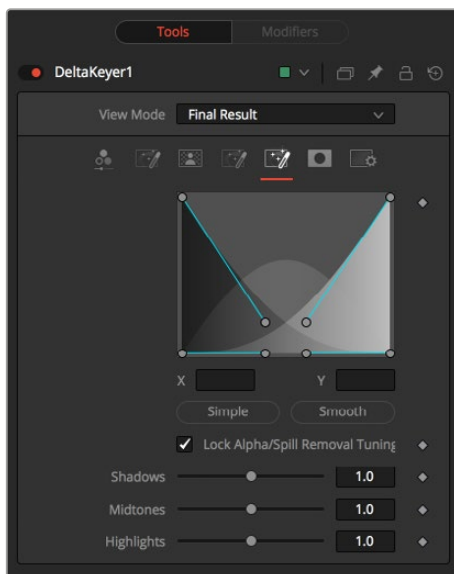 Tools
Modifiers
DeltaKeyer1
View Mode
Final Result
X
Y
Simple
Smooth
Lock Alpha/Spill Removal Tuning
Shadows
1.0
Midtones
1.0
Highlights
1.0